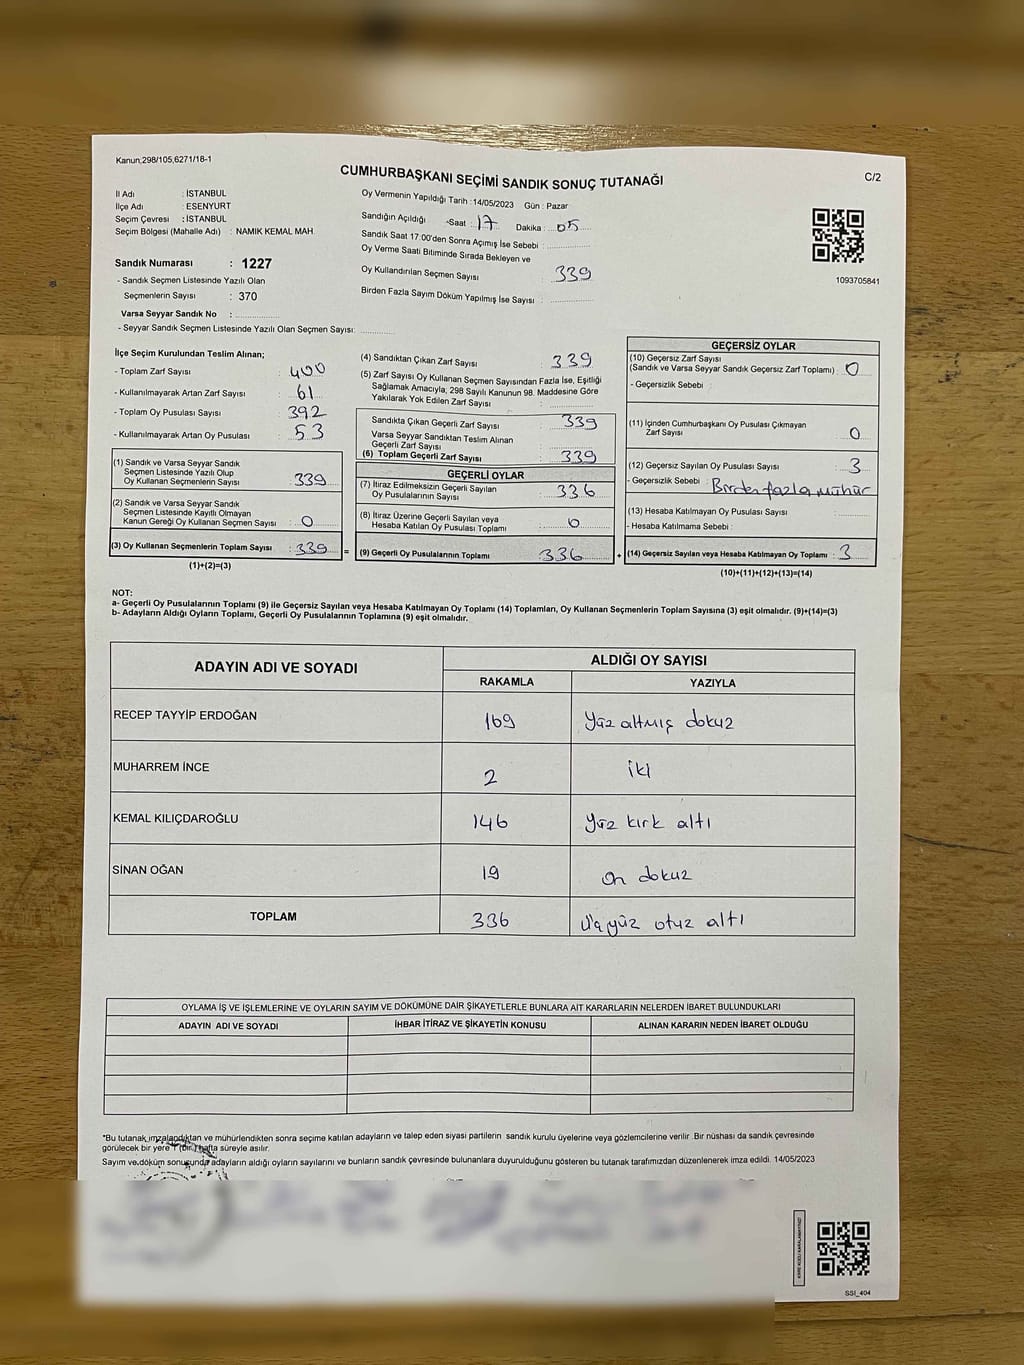 Kanun;298/105,6271/18-1
CUMHURBAŞKANI SEÇİMİ SANDIK SONUÇ TUTANAĞI
C/2
İl Adı : İSTANBUL
İlçe Adı : ESENYURT
Seçim Çevresi : İSTANBUL
Seçim Bölgesi (Mahalle Adı) : NAMIK KEMAL MAH.
Sandık Numarası : 1227
- Sandık Seçmen Listesinde Yazılı Olan
Seçmenlerin Sayısı : 370
Varsa Seyyar Sandık No :
- Seyyar Sandık Seçmen Listesinde Yazılı Olan Seçmen Sayısı:
Oy Vermenin Yapıldığı Tarih :14/05/2023 Gün : Pazar
Sandığın Açıldığı -Saat : 17 Dakika : 05
Sandık Saat 17:00'den Sonra Açımış İse Sebebi :
Oy Verme Saati Bitiminde Sırada Bekleyen ve
Oy Kullandırılan Seçmen Sayısı : 339
Birden Fazla Sayım Döküm Yapılmış İse Sayısı :
1093705841
İlçe Seçim Kurulundan Teslim Alınan;
- Toplam Zarf Sayısı : 400
- Kullanılmayarak Artan Zarf Sayısı : 61
- Toplam Oy Pusulası Sayısı : 392
- Kullanılmayarak Artan Oy Pusulası : 53
(1) Sandık ve Varsa Seyyar Sandık
Seçmen Listesinde Yazılı Olup
Oy Kullanan Seçmenlerin Sayısı : 339
(2) Sandık ve Varsa Seyyar Sandık
Seçmen Listesinde Kayıtlı Olmayan
Kanun Gereği Oy Kullanan Seçmen Sayısı : 0
(3) Oy Kullanan Seçmenlerin Toplam Sayısı : 339 =
(1)+(2)=(3)
(4) Sandıktan Çıkan Zarf Sayısı : 339
(5) Zarf Sayısı Oy Kullanan Seçmen Sayısından Fazla İse, Eşitliği
Sağlamak Amacıyla, 298 Sayılı Kanunun 98. Maddesine Göre
Yakılarak Yok Edilen Zarf Sayısı :
Sandıkta Çıkan Geçerli Zarf Sayısı : 339
Varsa Seyyar Sandıktan Teslim Alınan
Geçerli Zarf Sayısı :
(6) Toplam Geçerli Zarf Sayısı : 339
GEÇERLİ OYLAR
(7) İtiraz Edilmeksizin Geçerli Sayılan
Oy Pusulalarının Sayısı : 336
(8) İtiraz Üzerine Geçerli Sayılan veya
Hesaba Katılan Oy Pusulası Toplamı : 0
(9) Geçerli Oy Pusulalarının Toplamı : 336 +
GEÇERSİZ OYLAR
(10) Geçersiz Zarf Sayısı
(Sandık ve Varsa Seyyar Sandık Geçersiz Zarf Toplamı) : 0
- Geçersizlik Sebebi :
(11) İçinden Cumhurbaşkanı Oy Pusulası Çıkmayan
Zarf Sayısı : 0
(12) Geçersiz Sayılan Oy Pusulası Sayısı : 3
- Geçersizlik Sebebi : Birden fazla mühür
(13) Hesaba Katılmayan Oy Pusulası Sayısı :
- Hesaba Katılmama Sebebi :
(14) Geçersiz Sayılan veya Hesaba Katılmayan Oy Toplamı : 3
(10)+(11)+(12)+(13)=(14)
NOT:
a- Geçerli Oy Pusulalarının Toplamı (9) ile Geçersiz Sayılan veya Hesaba Katılmayan Oy Toplamı (14) Toplamları, Oy Kullanan Seçmenlerin Toplam Sayısına (3) eşit olmalıdır. (9)+(14)=(3)
b- Adayların Aldığı Oyların Toplamı, Geçerli Oy Pusulalarının Toplamına (9) eşit olmalıdır.
ADAYIN ADI VE SOYADI ALDIĞI OY SAYISI
RAKAMLA YAZIYLA
RECEP TAYYİP ERDOĞAN 169 Yüz altmış dokuz
MUHARREM İNCE 2 iki
KEMAL KILIÇDAROĞLU 146 Yüz kırk altı
SİNAN OĞAN 19 On dokuz
TOPLAM 336 üçyüz otuz altı
OYLAMA İŞ VE İŞLEMLERİNE VE OYLARIN SAYIM VE DÖKÜMÜNE DAİR ŞİKAYETLERLE BUNLARA AİT KARARLARIN NELERDEN İBARET BULUNDUKLARI
ADAYIN ADI VE SOYADI İHBAR İTİRAZ VE ŞİKAYETİN KONUSU ALINAN KARARIN NEDEN İBARET OLDUĞU
*Bu tutanak imzalandıktan ve mühürlendikten sonra seçime katılan adayların ve talep eden siyasi partilerin sandık kurulu üyelerine veya gözlemcilerine verilir .Bir nüshası da sandık çevresinde
görülecek bir yere 1 (bir) hafta süreyle asılır.
Sayım ve döküm sonucunda adayların aldığı oyların sayılarını ve bunların sandık çevresinde bulunanlara duyurulduğunu gösteren bu tutanak tarafımızdan düzenlenerek imza edildi. 14/05/2023
SSI_404